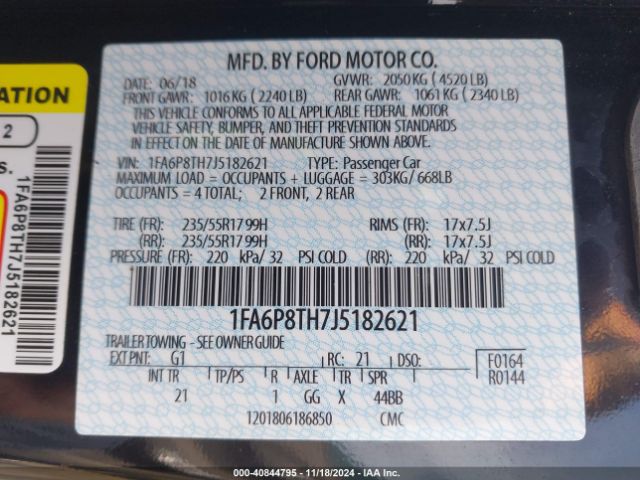 MFD. BY FORD MOTOR CO.
DATE: 06/18 GVWR: 2050 KG ( 4520 LB)
FRONT GAWR: 1016 KG ( 2240 LB) REAR GAWR: 1061 KG ( 2340 LB)
THIS VEHICLE CONFORMS TO ALL APPLICABLE FEDERAL MOTOR
VEHICLE SAFETY, BUMPER, AND THEFT PREVENTION STANDARDS
IN EFFECT ON THE DATE OF MANUFACTURE SHOWN ABOVE.
VIN: 1FA6P8TH7J5182621 TYPE: Passenger Car
MAXIMUM LOAD = OCCUPANTS + LUGGAGE = 303KG/ 668LB
OCCUPANTS = 4 TOTAL; 2 FRONT, 2 REAR
TIRE (FR): 235/55R17 99H RIMS (FR): 17x7.5J
(RR): 235/55R17 99H (RR): 17x7.5J
PRESSURE (FR): 220 kPa/ 32 PSI COLD (RR): 220 kPa/ 32 PSI COLD
1FA6P8TH7J5182621
TRAILER TOWING - SEE OWNER GUIDE
EXT PNT: G1 RC: 21 DSO: F0164
INT TR TP/PS R AXLE TR SPR R0144
21 1 GG X 44BB
1201806186850 CMC
ATION
2
s.
1FA6P8TH7J5182621
000-40844795 - 11/18/2024 - IAA Inc.